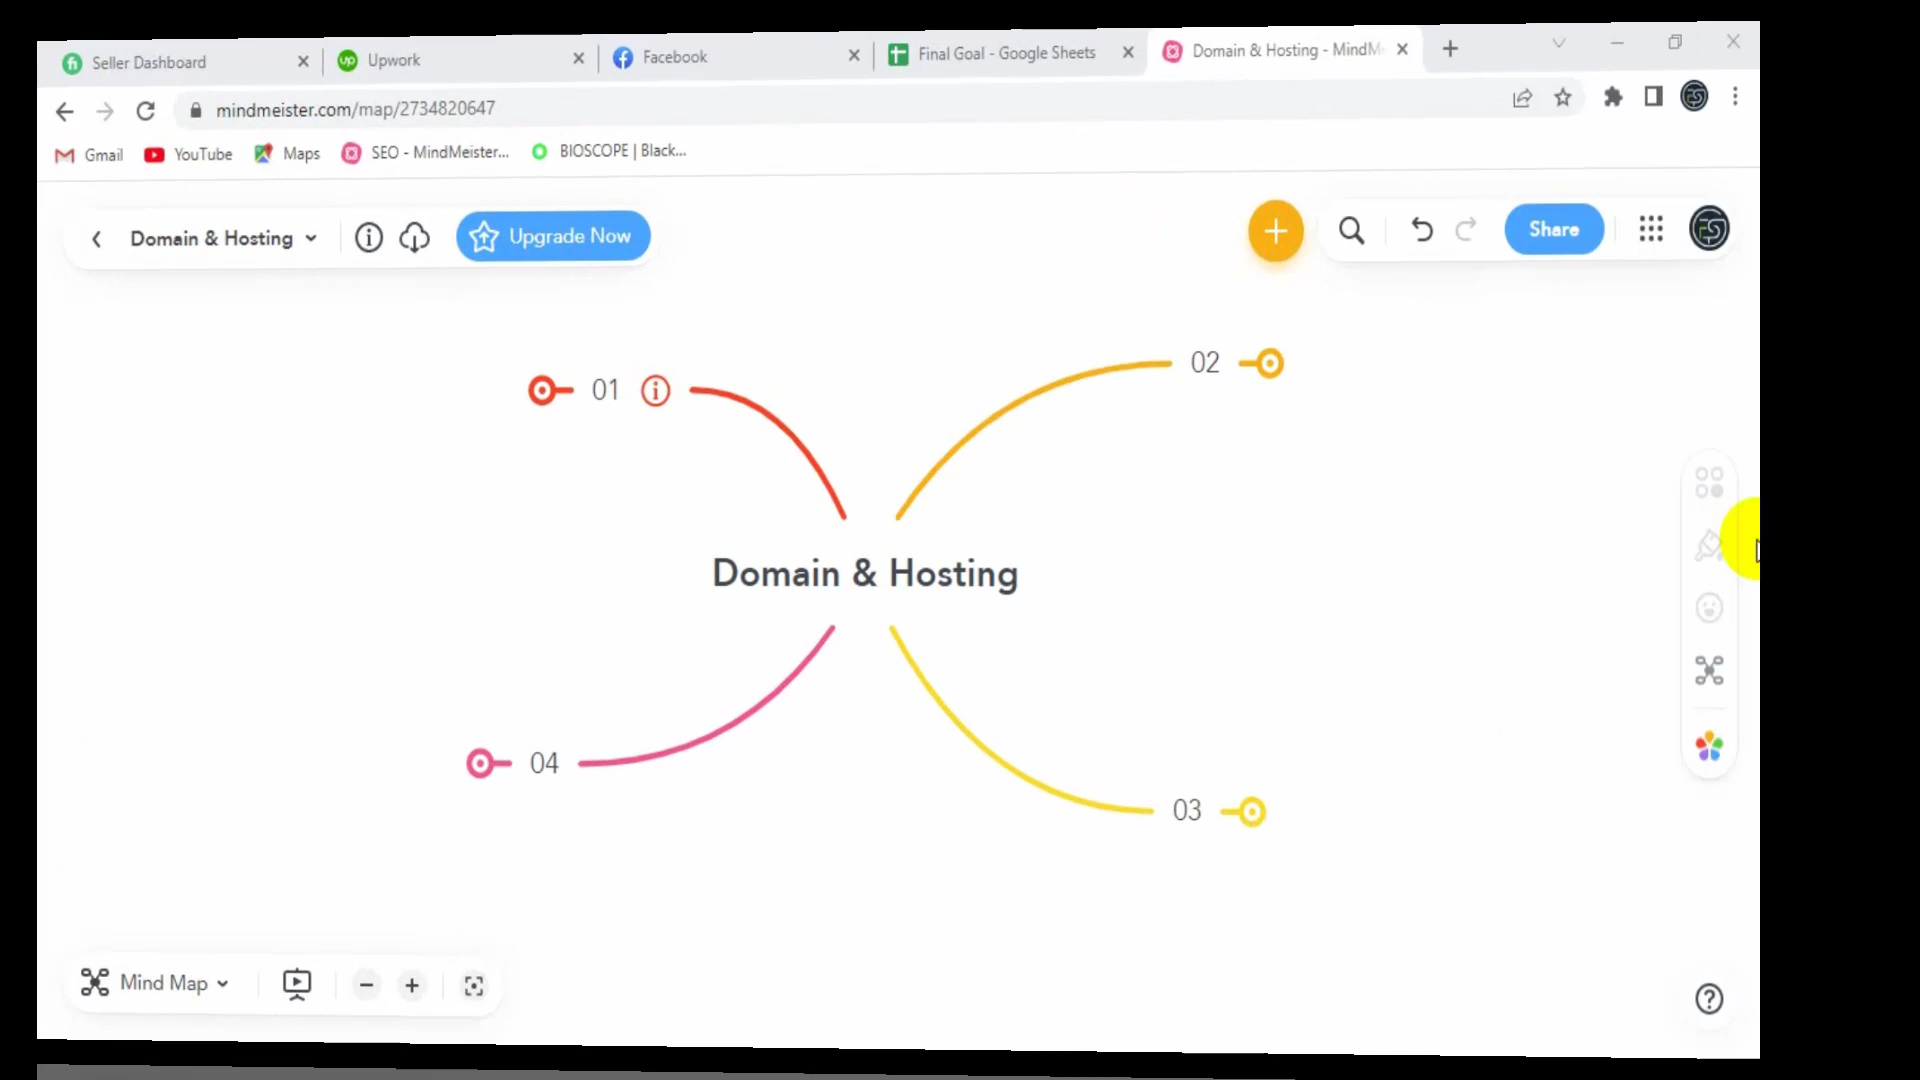 Seller Dashboard
Upwork
Facebook
Final Goal - Google Sheets
Domain & Hosting - MindM
mindmeister.com/map/2734820647
Gmail
YouTube
Maps
SEO - MindMeister...
BIOSCOPE | Black...
Domain & Hosting
Upgrade Now
Share
01
02
Domain & Hosting
04
03
Mind Map